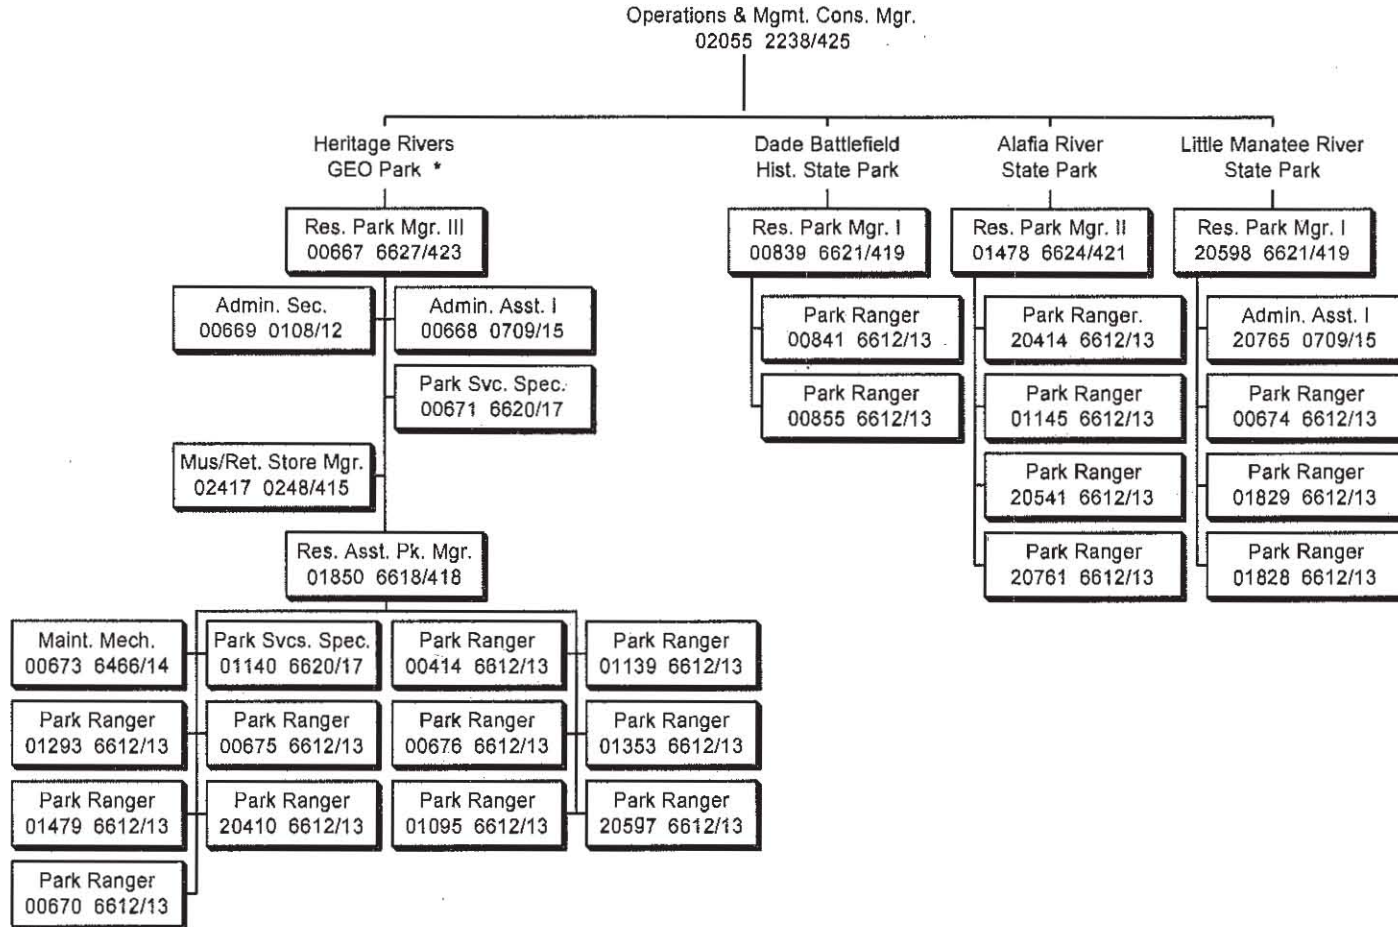 Operations & Mgmt. Cons. Mgr.
02055 2238/425
Heritage Rivers
GEO Park *
Dade Battlefield
Hist. State Park
Alafia River
State Park
Little Manatee River
State Park
Res. Park Mgr. III
00667 6627/423
Res. Park Mgr. I
00839 6621/419
Res. Park Mgr. II
01478 6624/421
Res. Park Mgr. I
20598 6621/419
Admin. Sec.
00669 0108/12
Admin. Asst. I
00668 0709/15
Park Ranger
00841 6612/13
Park Ranger.
20414 6612/13
Admin. Asst. I
20765 0709/15
Park Svc. Spec.
00671 6620/17
Park Ranger
00855 6612/13
Park Ranger
01145 6612/13
Park Ranger
00674 6612/13
Mus/Ret. Store Mgr.
02417 0248/415
Park Ranger
20541 6612/13
Park Ranger
01829 6612/13
Res. Asst. Pk. Mgr.
01850 6618/418
Park Ranger
20761 6612/13
Park Ranger
01828 6612/13
Maint. Mech.
00673 6466/14
Park Svcs. Spec.
01140 6620/17
Park Ranger
00414 6612/13
Park Ranger
01139 6612/13
Park Ranger
01293 6612/13
Park Ranger
00675 6612/13
Park Ranger
00676 6612/13
Park Ranger
01353 6612/13
Park Ranger
01479 6612/13
Park Ranger
20410 6612/13
Park Ranger
01095 6612/13
Park Ranger
20597 6612/13
Park Ranger
00670 6612/13